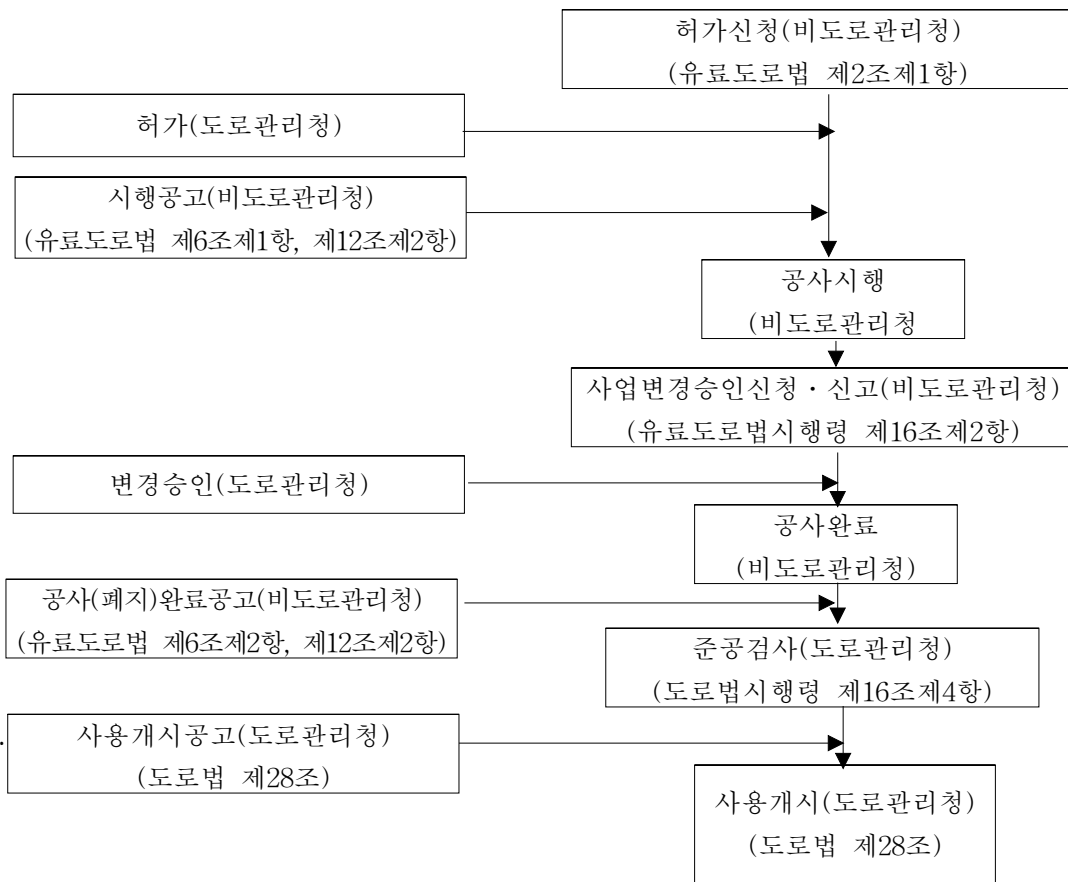 허가신청(비도로관리청)
(유료도로법 제2조제1항)
허가(도로관리청)
시행공고(비도로관리청)
(유료도로법 제6조제1항, 제12조제2항)
공사시행
(비도로관리청
사업변경승인신청·신고(비도로관리청)
(유료도로법시행령 제16조제2항)
변경승인(도로관리청)
공사완료
(비도로관리청)
공사(폐지)완료공고(비도로관리청)
(유료도로법 제6조제2항, 제12조제2항)
준공검사(도로관리청)
(도로법시행령 제16조제4항)
사용개시공고(도로관리청)
(도로법 제28조)
사용개시(도로관리청)
(도로법 제28조)